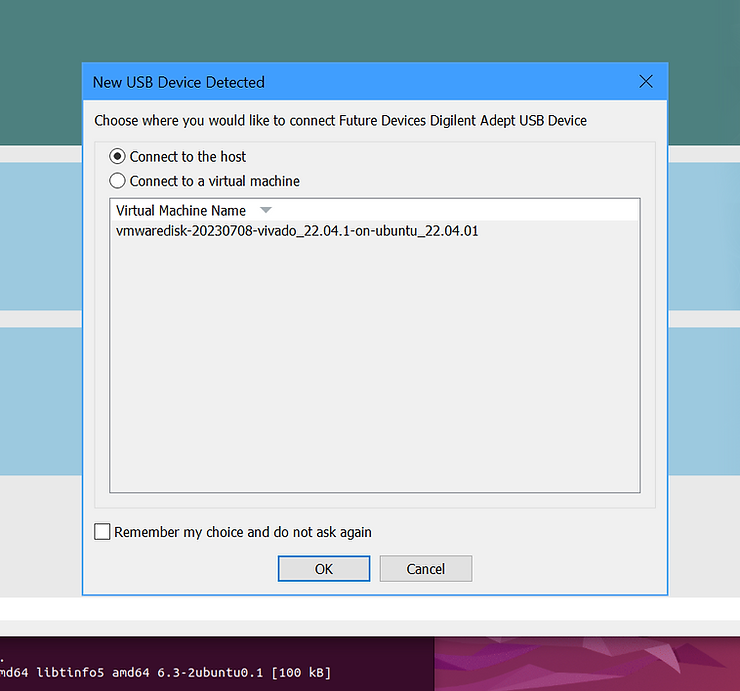 New USB Device Detected
Choose where you would like to connect Future Devices Digilent Adept USB Device
Connect to the host
Connect to a virtual machine
Virtual Machine Name
vmwaredisk-20230708-vivado_22.04.1-on-ubuntu_22.04.01
Remember my choice and do not ask again
OK Cancel
.
md64 libtinfo5 amd64 6.3-2ubuntu0.1 [100 kB]